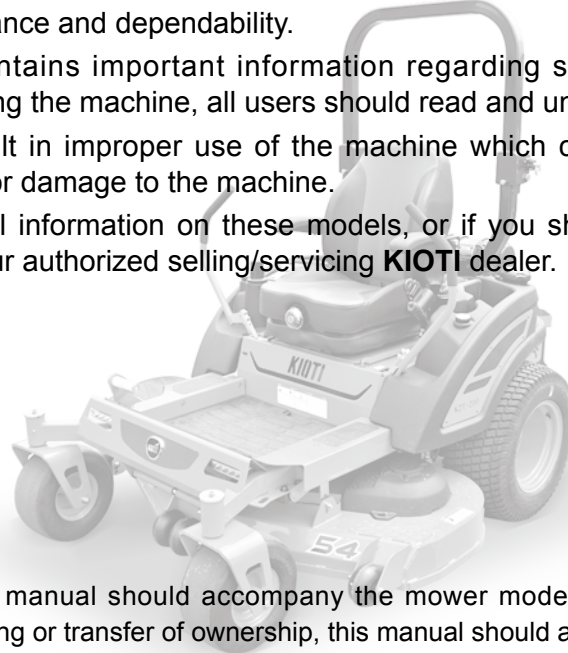 ance and dependability.
ntains important information regarding s
ng the machine, all users should read and un
lt in improper use of the machine which c
or damage to the machine.
l information on these models, or if you sh
ur authorized selling/servicing KIOTI dealer.
KIOTI
54
manual should accompany the mower mode
ng or transfer of ownership, this manual should a